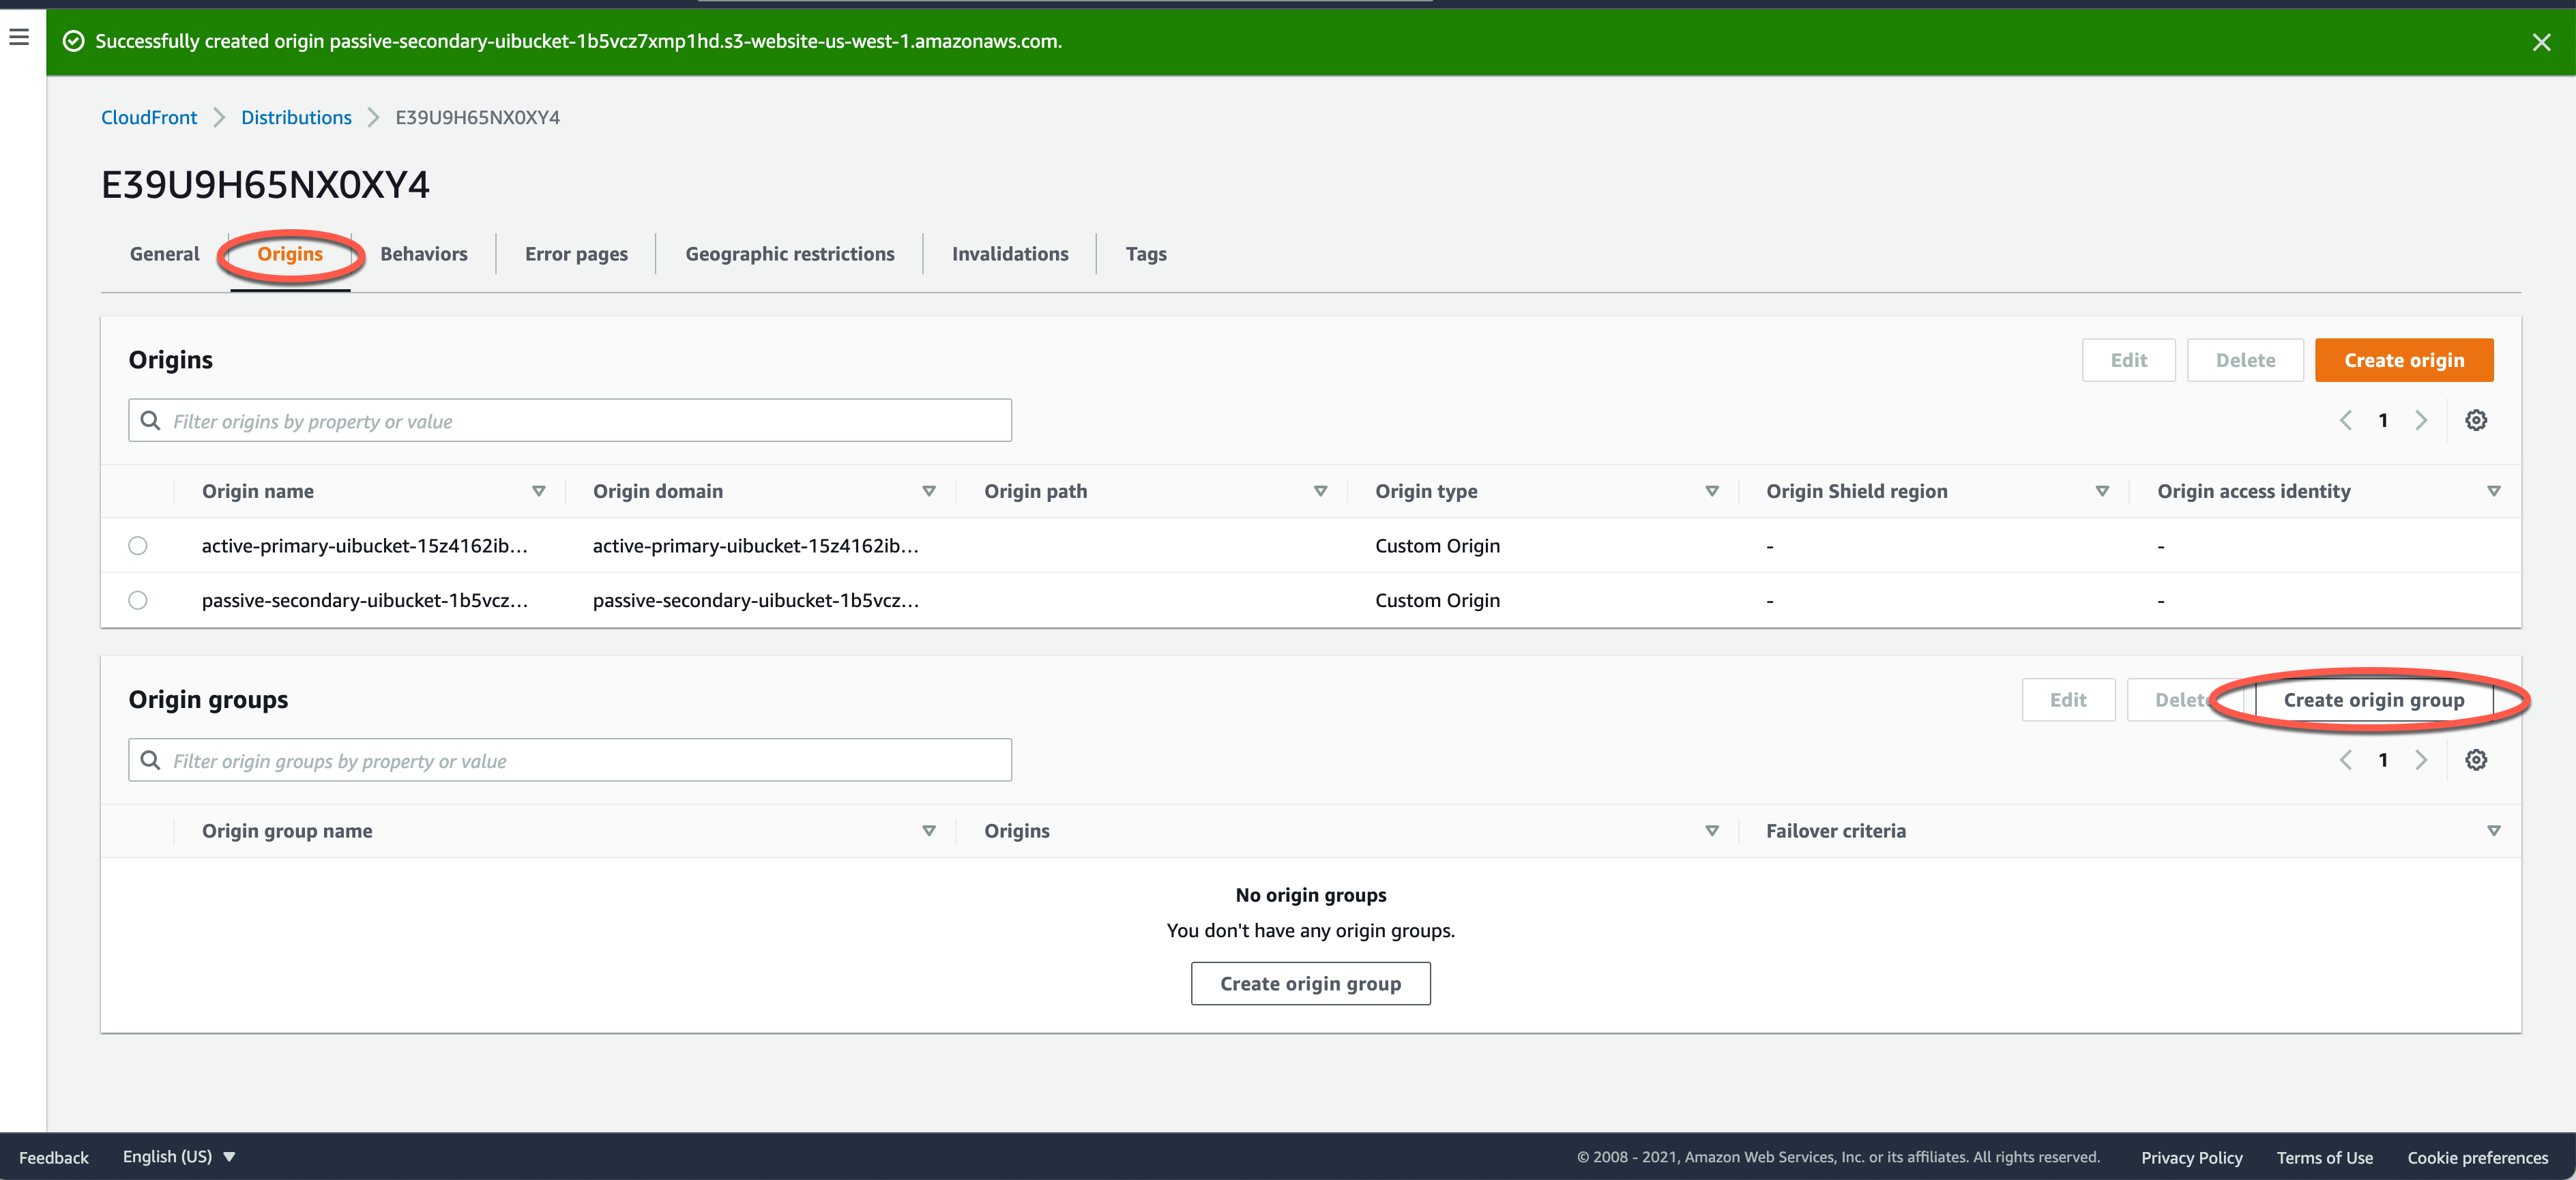 Successfully created origin passive-secondary-uibucket-1b5vcz7xmp1hd.s3-website-us-west-1.amazonaws.com.
CloudFront Distributions E39U9H65NX0XY4
E39U9H65NX0XY4
General Origins Behaviors Error pages Geographic restrictions Invalidations Tags
Origins Edit Delete Create origin
Filter origins by property or value 1
Origin name Origin domain Origin path Origin type Origin Shield region Origin access identity
active-primary-uibucket-15z4162ib... active-primary-uibucket-15z4162ib... Custom Origin - -
passive-secondary-uibucket-1b5vcz... passive-secondary-uibucket-1b5vcz... Custom Origin - -
Origin groups Edit Delete Create origin group
Filter origin groups by property or value 1
Origin group name Origins Failover criteria
No origin groups
You don't have any origin groups.
Create origin group
Feedback English (US) © 2008 - 2021, Amazon Web Services, Inc. or its affiliates. All rights reserved. Privacy Policy Terms of Use Cookie preferences